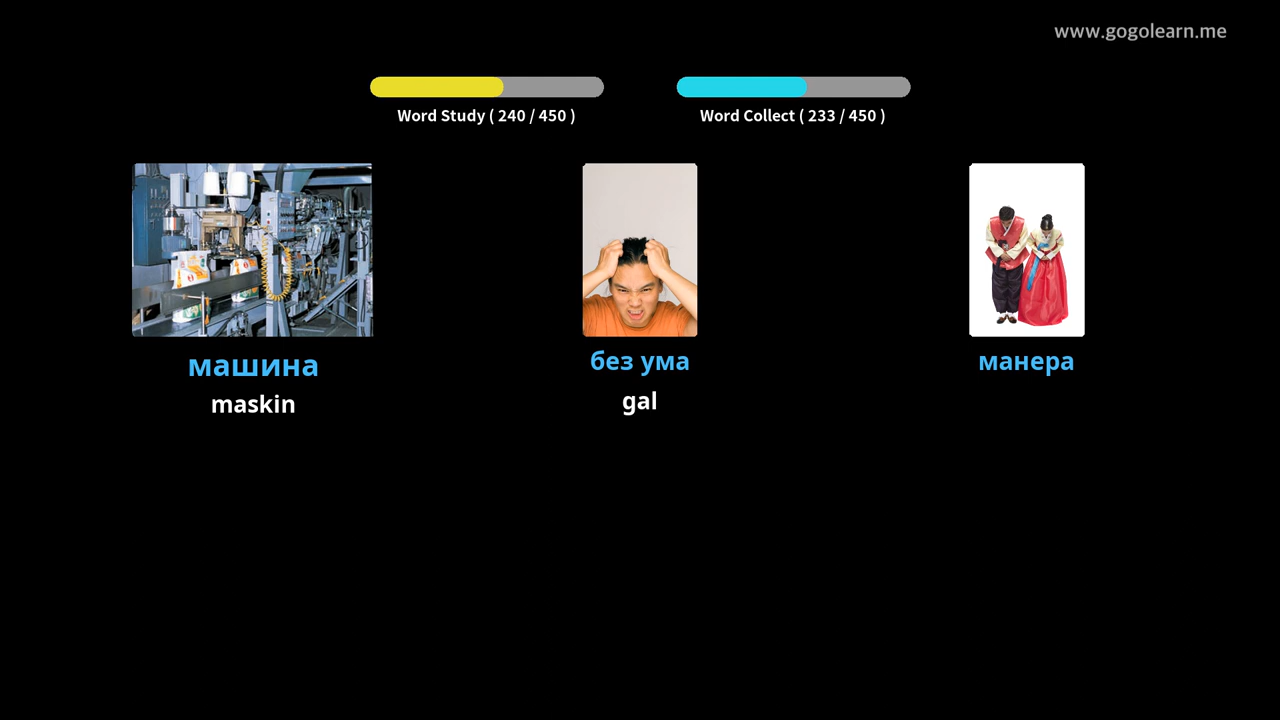 www.gogolearn.me
Word Study ( 240 / 450 )
Word Collect ( 233 / 450 )
машина
maskin
без ума
gal
манера